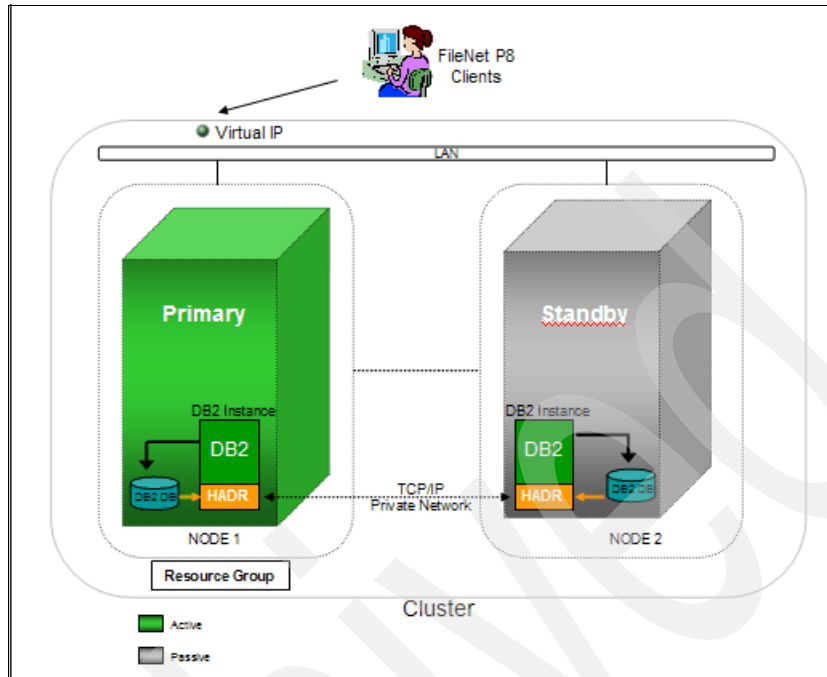 FileNet P8
Clients
Virtual IP
LAN
Primary
Standby
DB2 Instance
DB2 Instance
DB2
DB2
DB2 DB
HADR
TCP/IP
Private Network
HADR
DB2 DB
NODE 1
NODE 2
Resource Group
Cluster
Active
Passive